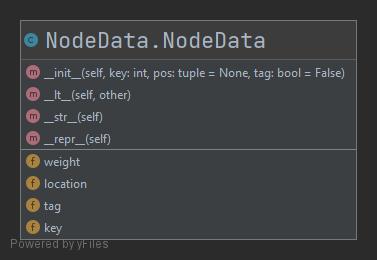 C NodeData.NodeData
m __init__(self, key: int, pos: tuple = None, tag: bool = False)
m __lt__(self, other)
m __str__(self)
m __repr__(self)
f weight
f location
f tag
f key
Powered by yFiles